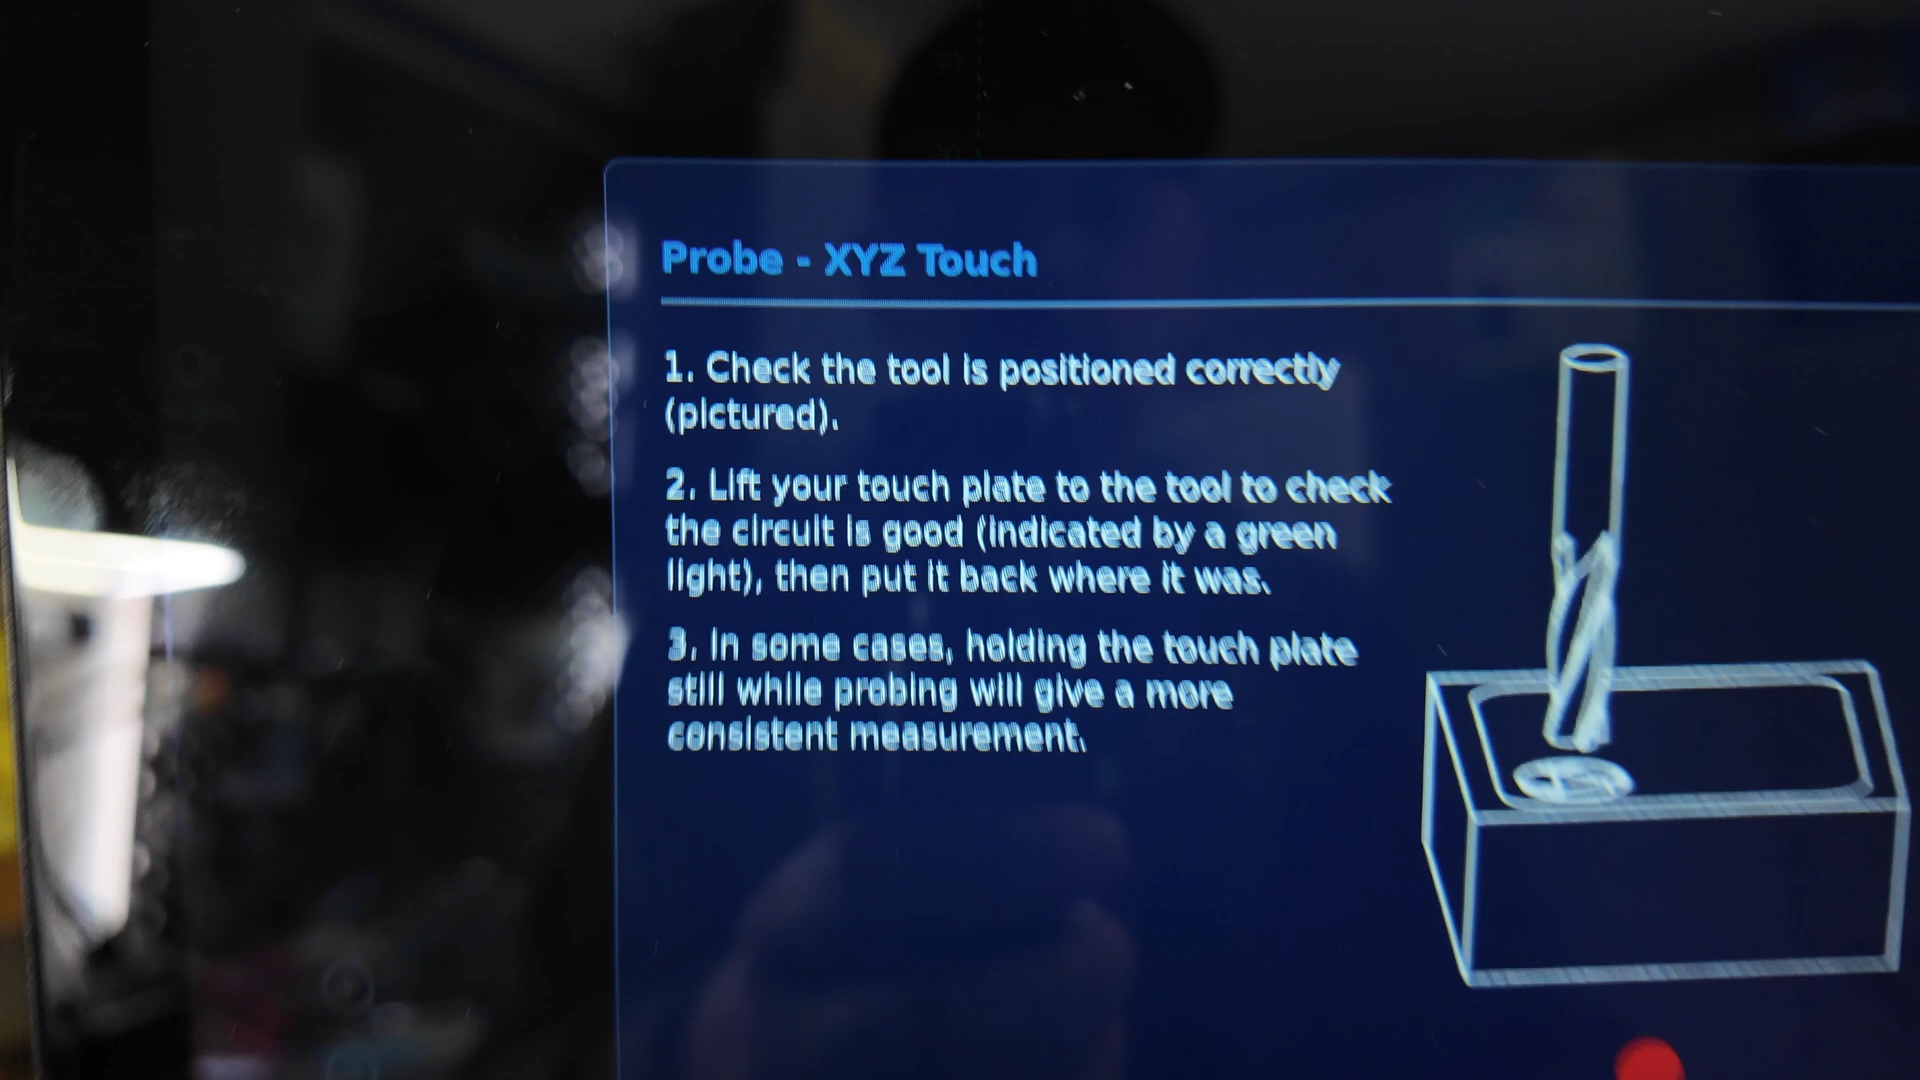 Probe - XYZ Touch
1. Check the tool is positioned correctly
(pictured).
2. Lift your touch plate to the tool to check
the circuit is good (indicated by a green
light), then put it back where it was.
3. In some cases, holding the touch plate
still while probing will give a more
consistent measurement.